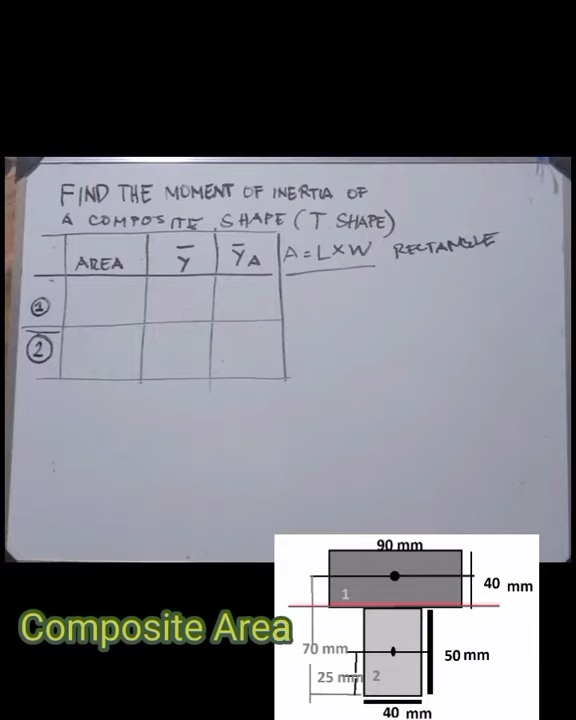 FIND THE MOMENT OF INERTIA OF
A COMPOSITE SHAPE (T SHAPE)
AREA Y̅ Y̅A A = L X W RECTANGLE
1
2
90 mm
1 40 mm
Composite Area
70 mm 50 mm
25 mm 2
40 mm